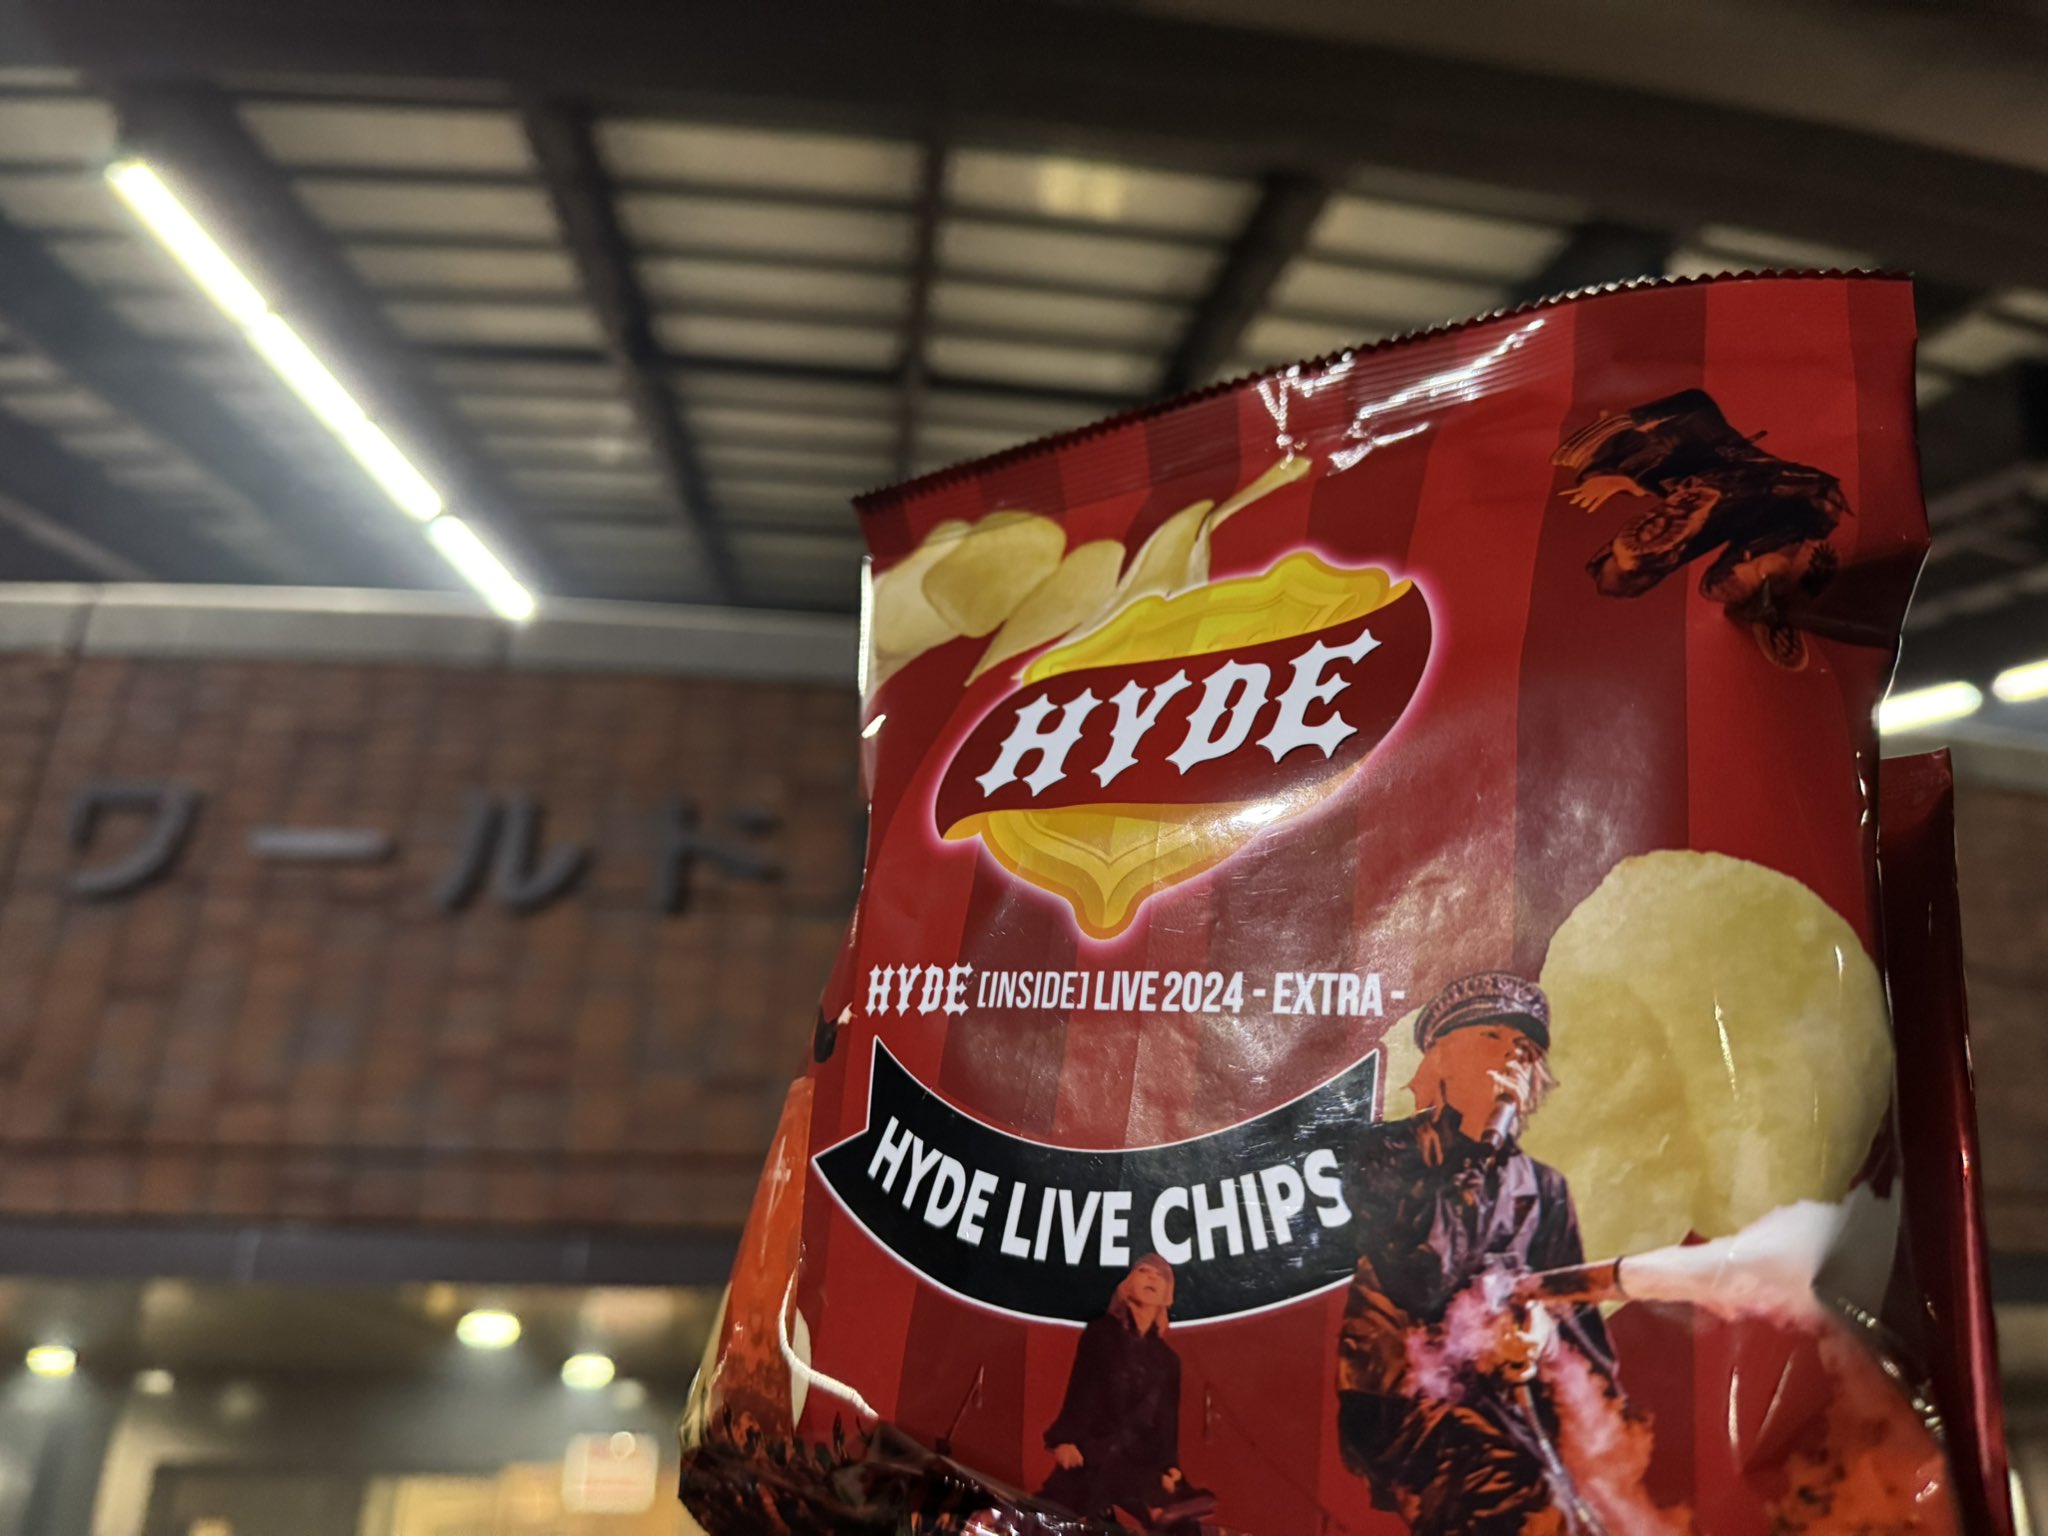 ワールド
HYDE
HYDE [INSIDE] LIVE 2024 - EXTRA -
HYDE LIVE CHIPS